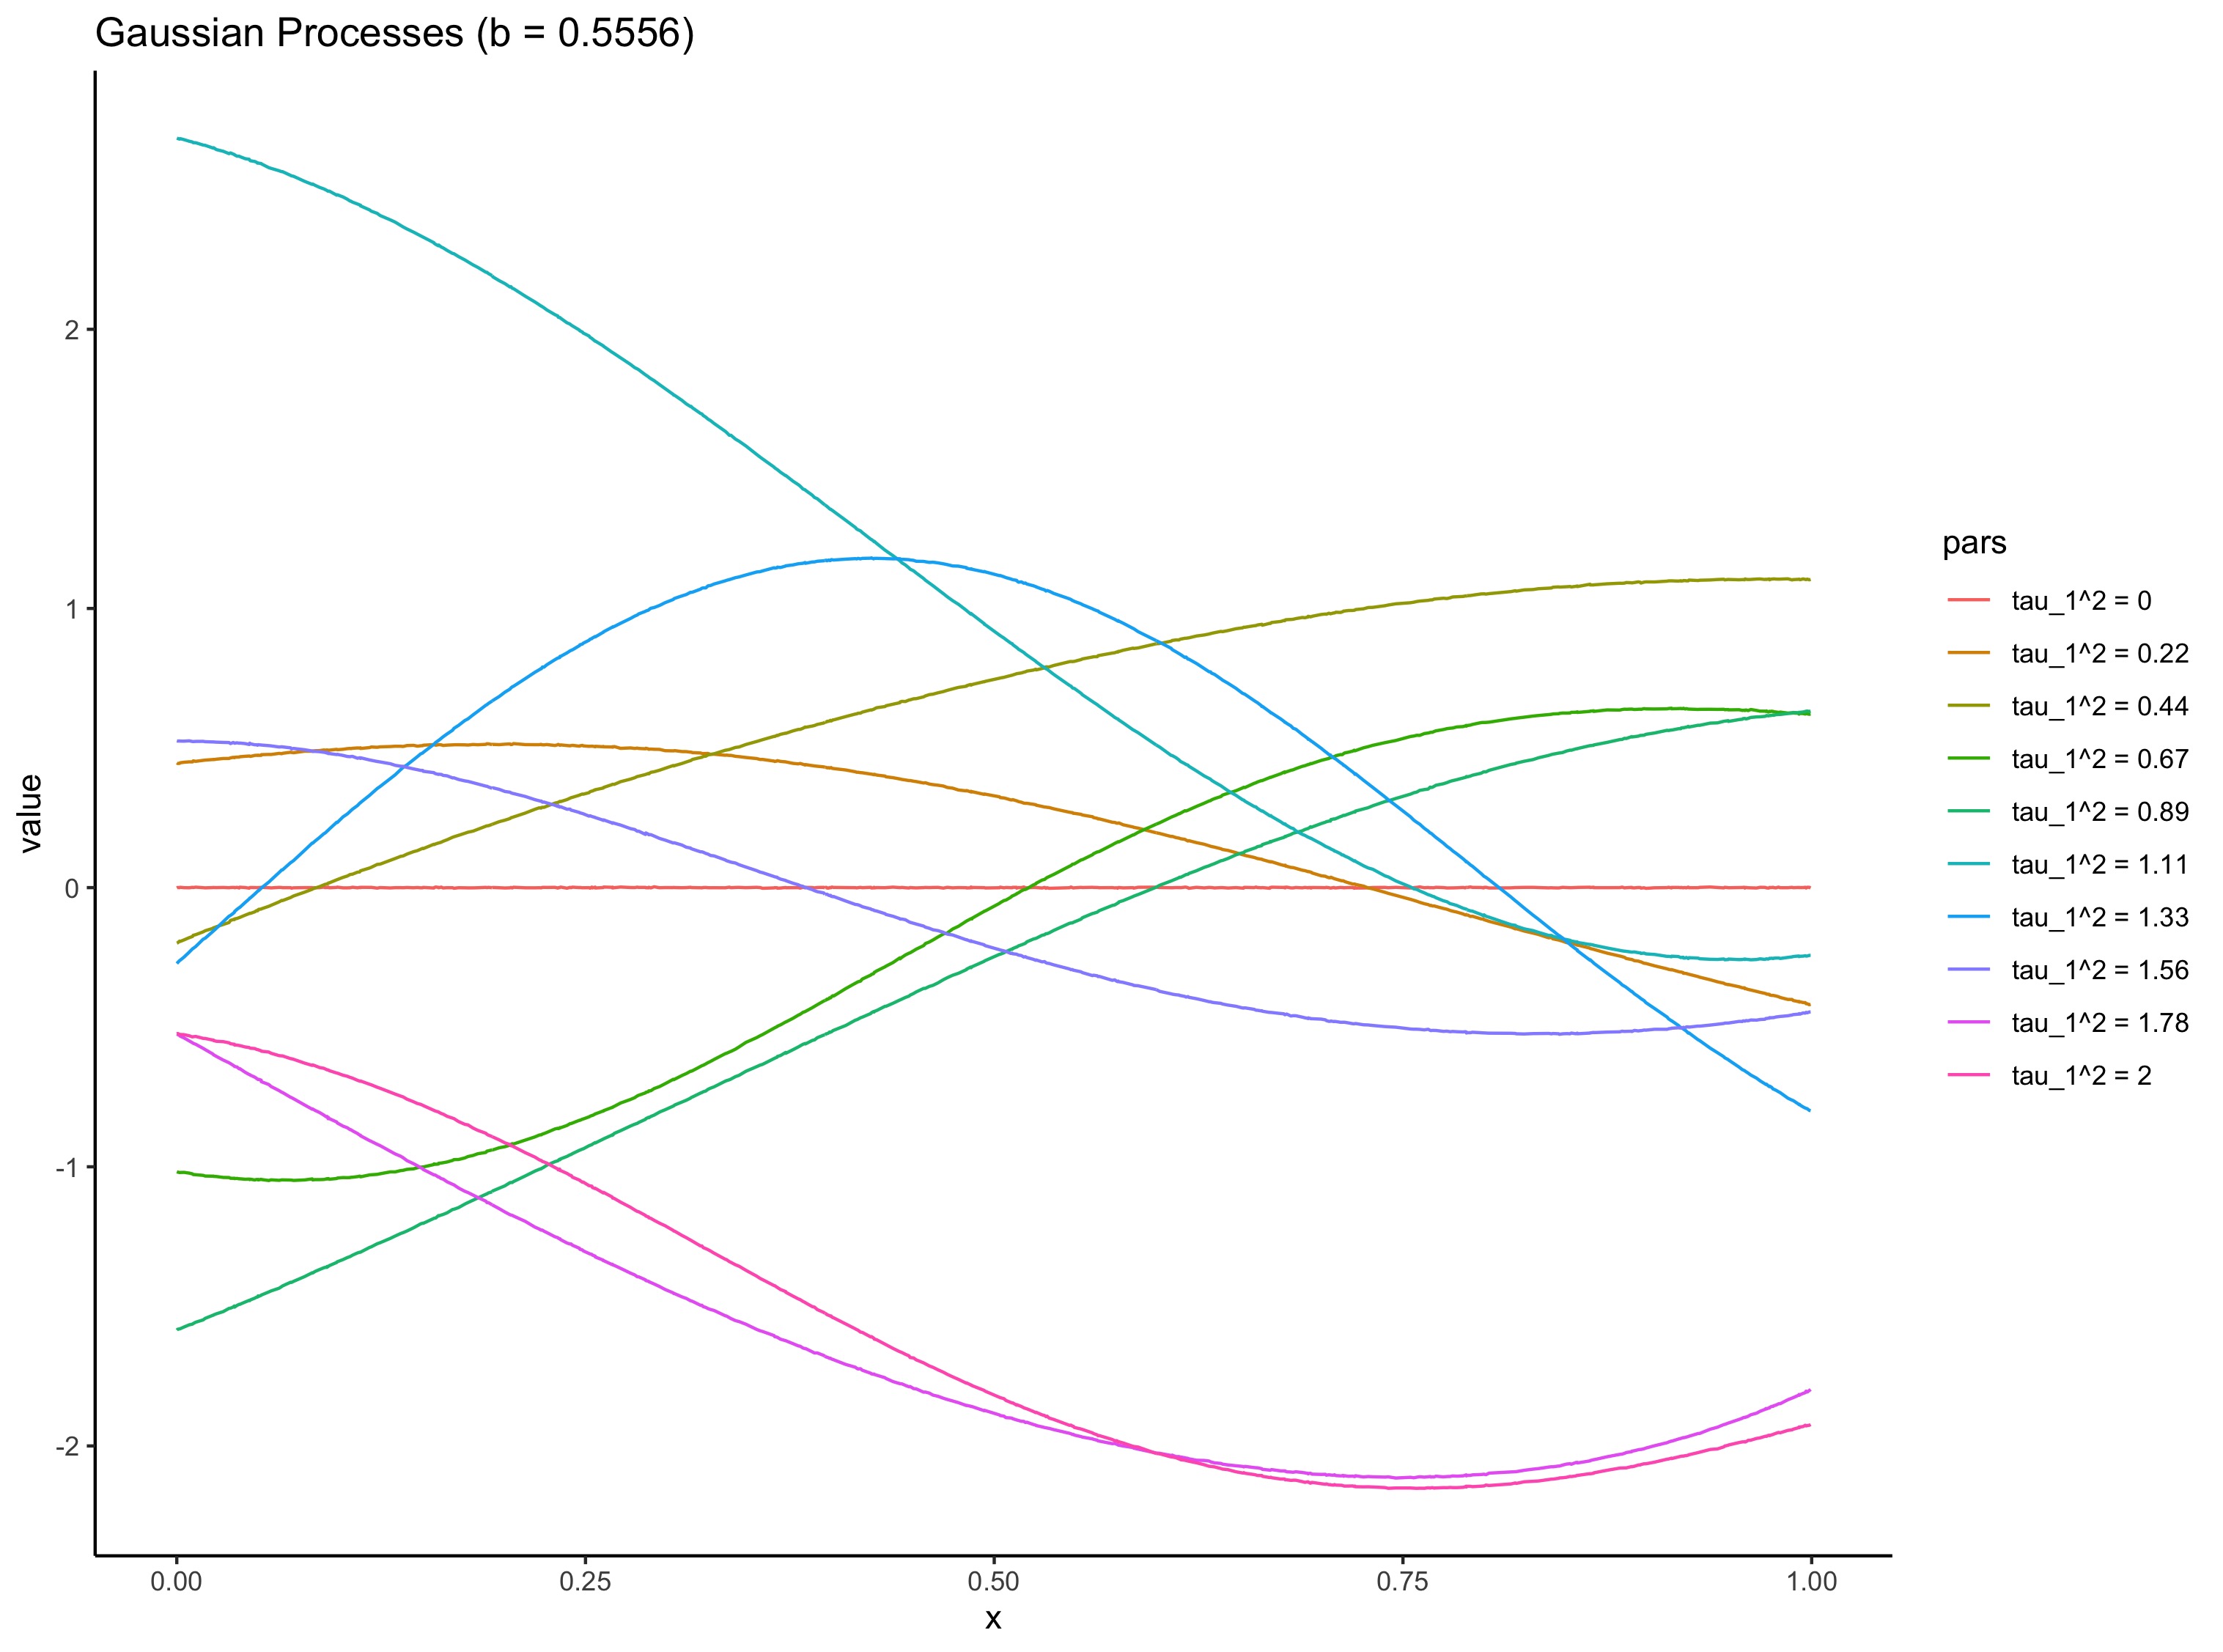 Gaussian Processes (b = 0.5556)
value
2
1
0
-1
-2
0.00
0.25
0.50
0.75
1.00
x
pars
tau_1^2 = 0
tau_1^2 = 0.22
tau_1^2 = 0.44
tau_1^2 = 0.67
tau_1^2 = 0.89
tau_1^2 = 1.11
tau_1^2 = 1.33
tau_1^2 = 1.56
tau_1^2 = 1.78
tau_1^2 = 2